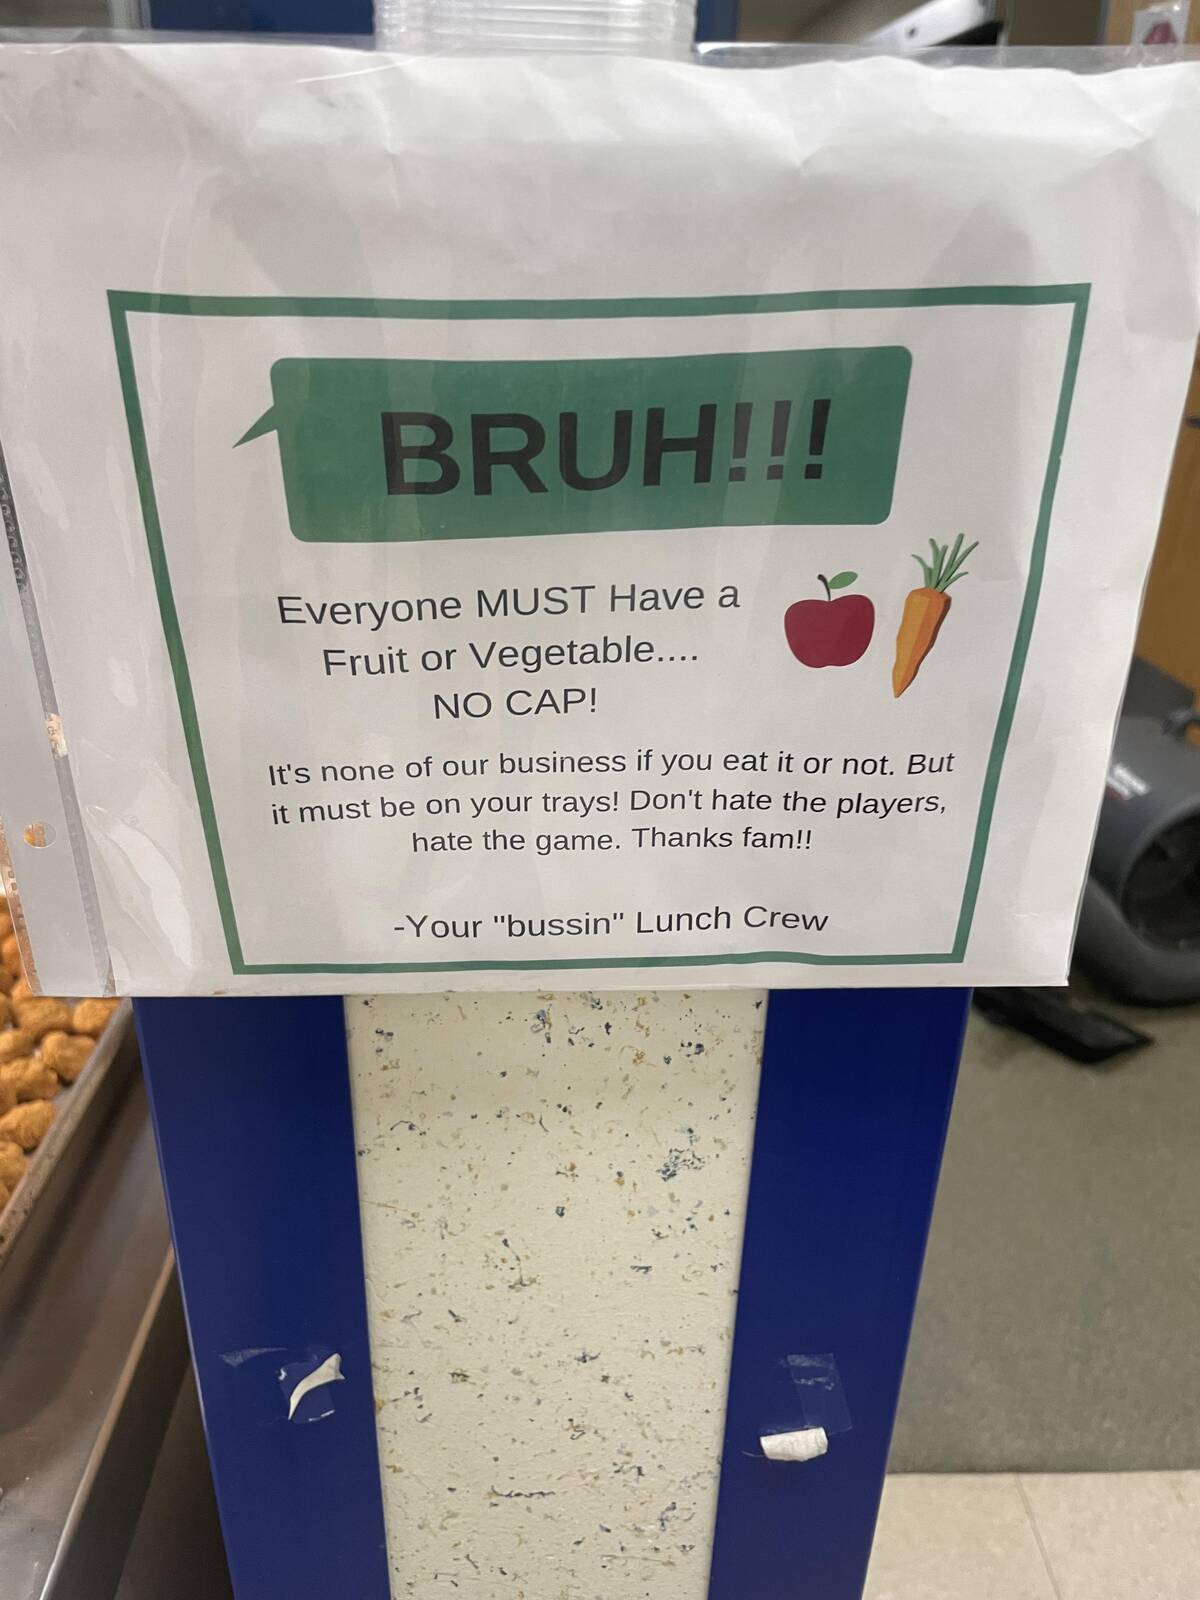 BRUH!!!
Everyone MUST Have a
Fruit or Vegetable....
NO CAP!
It's none of our business if you eat it or not. But
it must be on your trays! Don't hate the players,
hate the game. Thanks fam!!
-Your "bussin" Lunch Crew